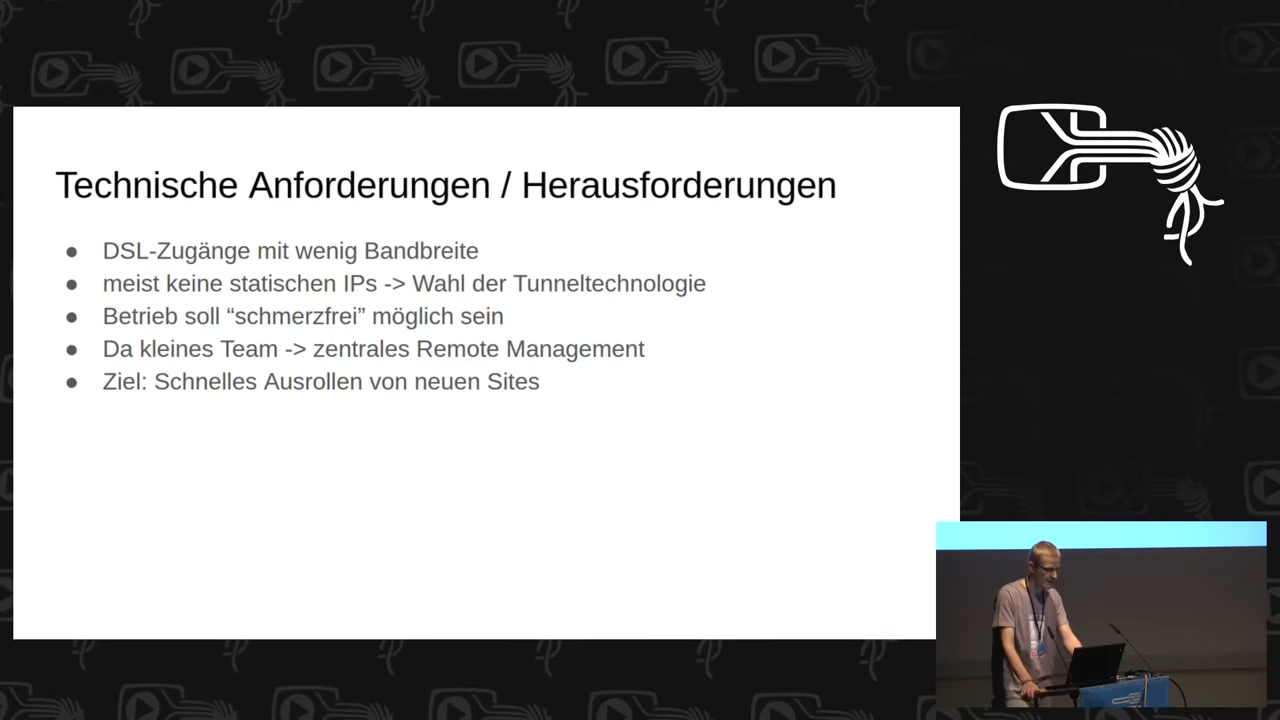 Technische Anforderungen / Herausforderungen
● DSL-Zugänge mit wenig Bandbreite
● meist keine statischen IPs -> Wahl der Tunneltechnologie
● Betrieb soll “schmerzfrei” möglich sein
● Da kleines Team -> zentrales Remote Management
● Ziel: Schnelles Ausrollen von neuen Sites